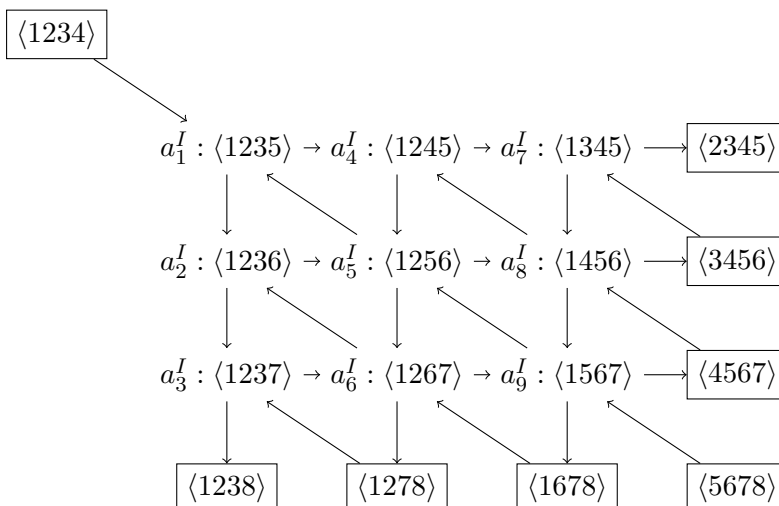 ⟨1234⟩
a_1^I : ⟨1235⟩ → a_4^I : ⟨1245⟩ → a_7^I : ⟨1345⟩ → ⟨2345⟩
a_2^I : ⟨1236⟩ → a_5^I : ⟨1256⟩ → a_8^I : ⟨1456⟩ → ⟨3456⟩
a_3^I : ⟨1237⟩ → a_6^I : ⟨1267⟩ → a_9^I : ⟨1567⟩ → ⟨4567⟩
⟨1238⟩ ⟨1278⟩ ⟨1678⟩ ⟨5678⟩